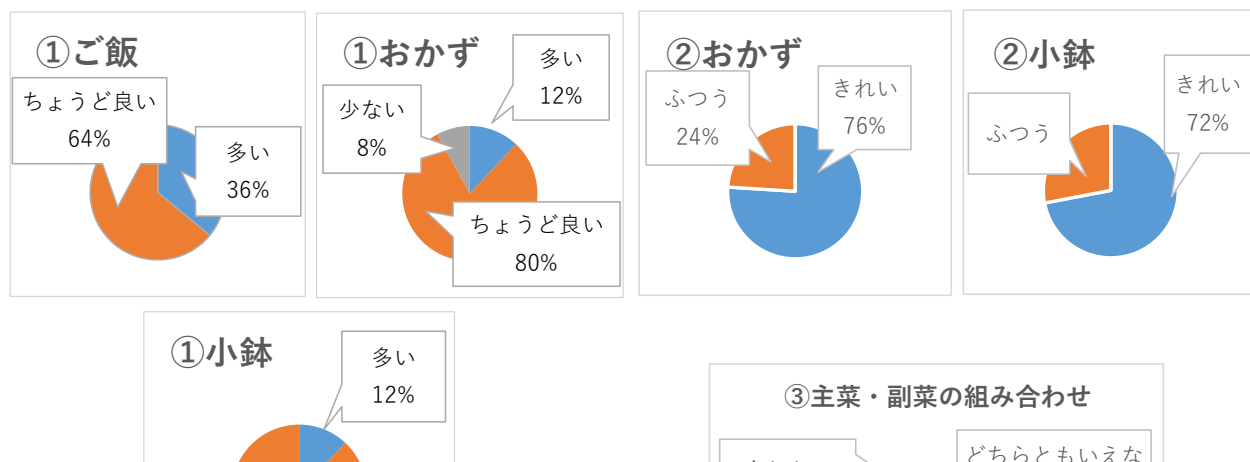 ①ご飯
ちょうど良い
64%
多い
36%
①おかず
多い
12%
少ない
8%
ちょうど良い
80%
②おかず
ふつう
24%
きれい
76%
②小鉢
きれい
72%
ふつう
①小鉢
多い
12%
③主菜・副菜の組み合わせ
どちらともいえな